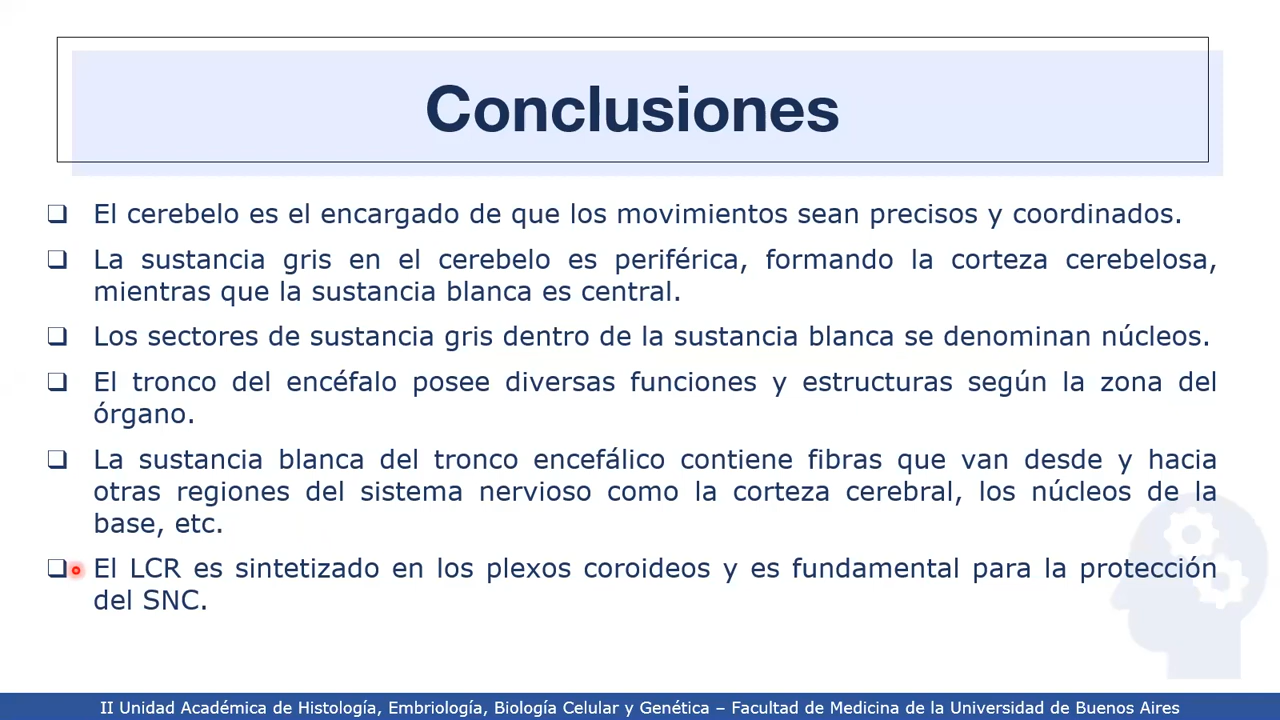 Conclusiones
❑ El cerebelo es el encargado de que los movimientos sean precisos y coordinados.
❑ La sustancia gris en el cerebelo es periférica, formando la corteza cerebelosa,
mientras que la sustancia blanca es central.
❑ Los sectores de sustancia gris dentro de la sustancia blanca se denominan núcleos.
❑ El tronco del encéfalo posee diversas funciones y estructuras según la zona del
órgano.
❑ La sustancia blanca del tronco encefálico contiene fibras que van desde y hacia
otras regiones del sistema nervioso como la corteza cerebral, los núcleos de la
base, etc.
❑ El LCR es sintetizado en los plexos coroideos y es fundamental para la protección
del SNC.
II Unidad Académica de Histología, Embriología, Biología Celular y Genética – Facultad de Medicina de la Universidad de Buenos Aires